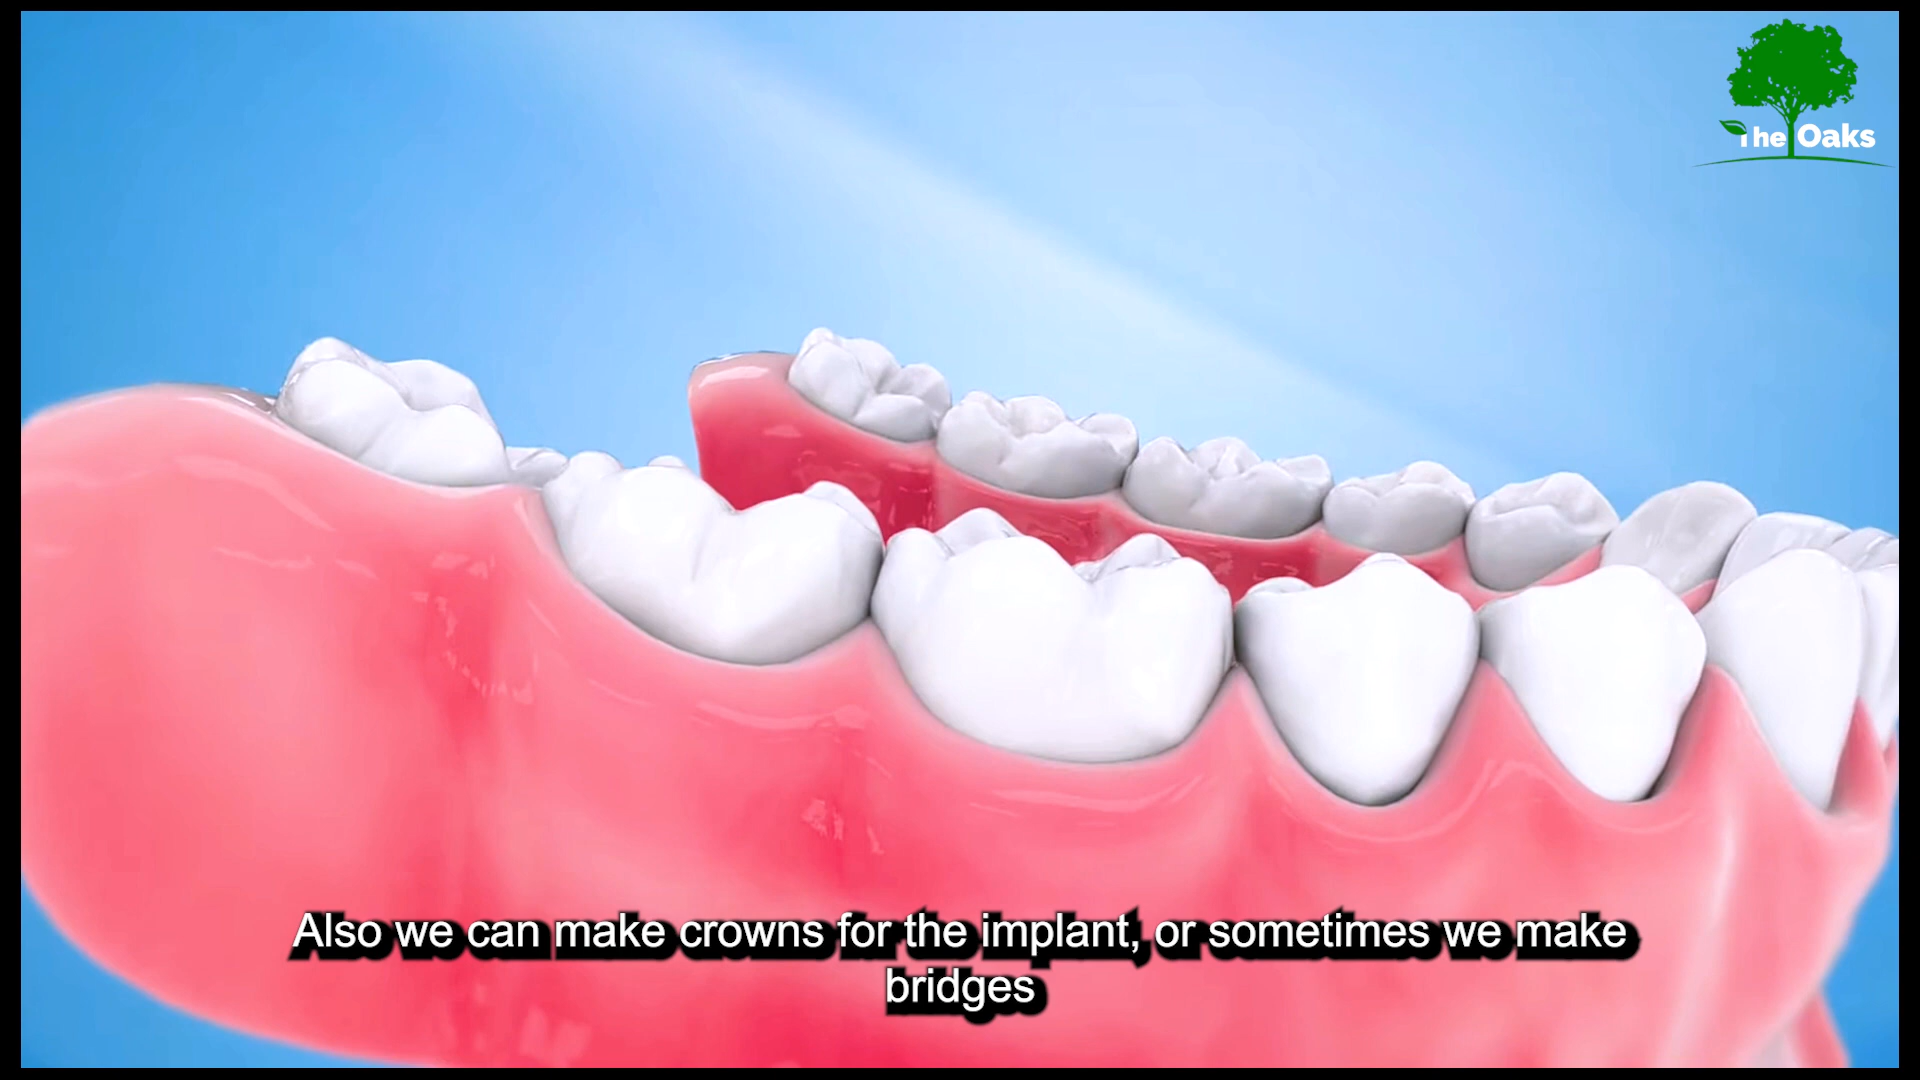 The Oaks
Also we can make crowns for the implant, or sometimes we make
bridges